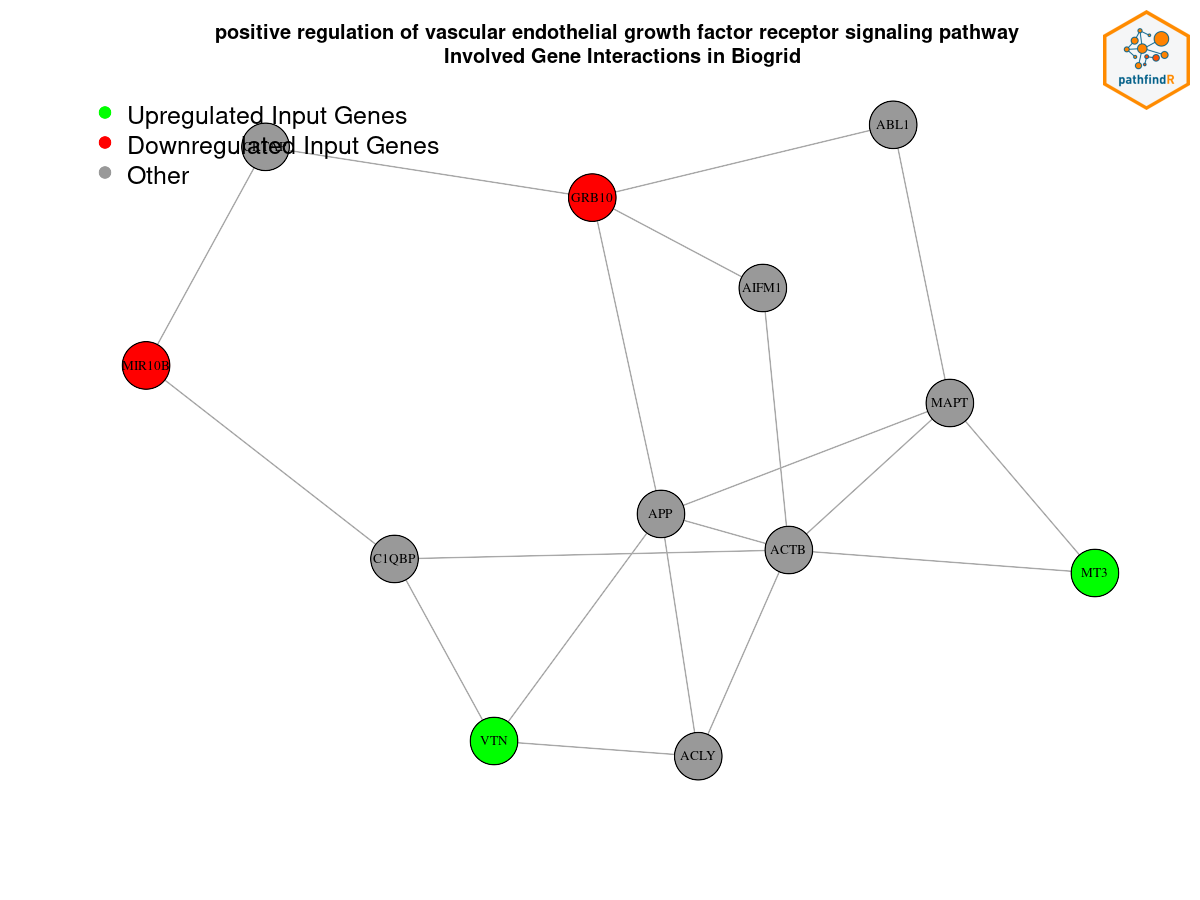 positive regulation of vascular endothelial growth factor receptor signaling pathway
Involved Gene Interactions in Biogrid
pathfindR
Upregulated Input Genes
Downregulated Input Genes
Other
ABL1
GRB10
AIFM1
MIR10B
MAPT
APP
ACTB
C1QBP
MT3
VTN
ACLY